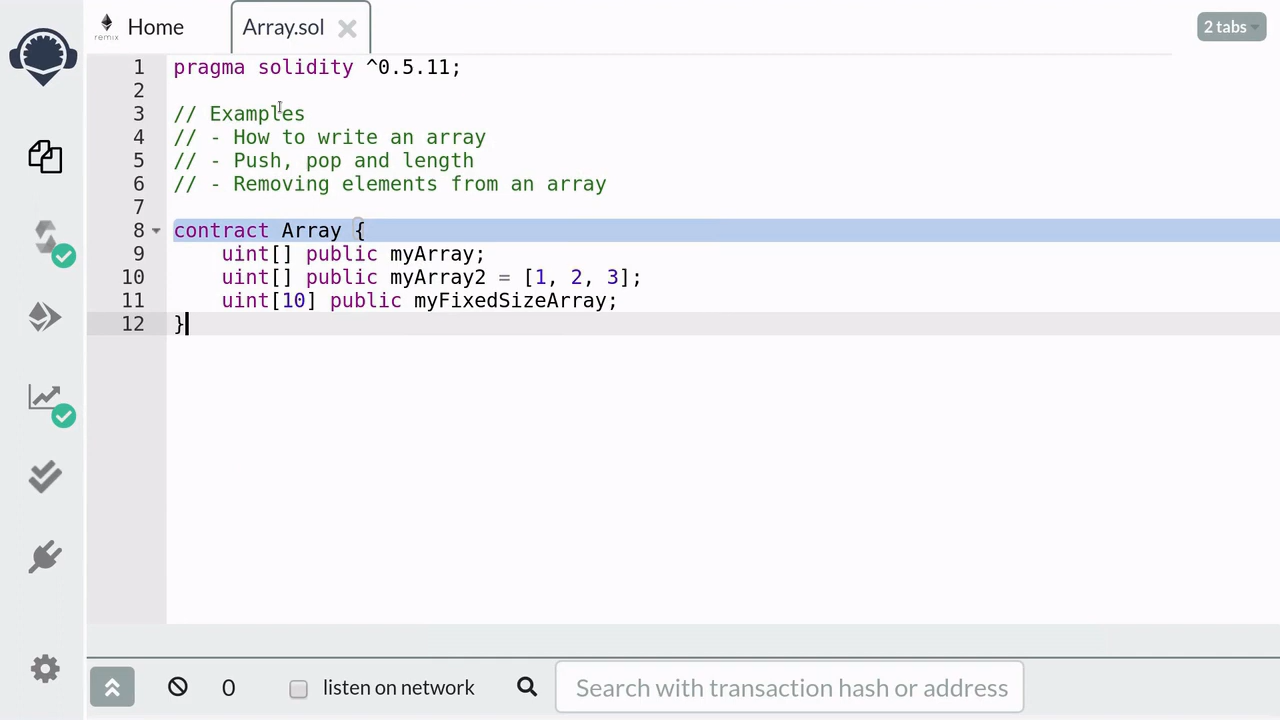 remix
Home
Array.sol
2 tabs
1 pragma solidity ^0.5.11;
2
3 // Examples
4 // - How to write an array
5 // - Push, pop and length
6 // - Removing elements from an array
7
8 contract Array {
9     uint[] public myArray;
10     uint[] public myArray2 = [1, 2, 3];
11     uint[10] public myFixedSizeArray;
12 }
0
listen on network
Search with transaction hash or address